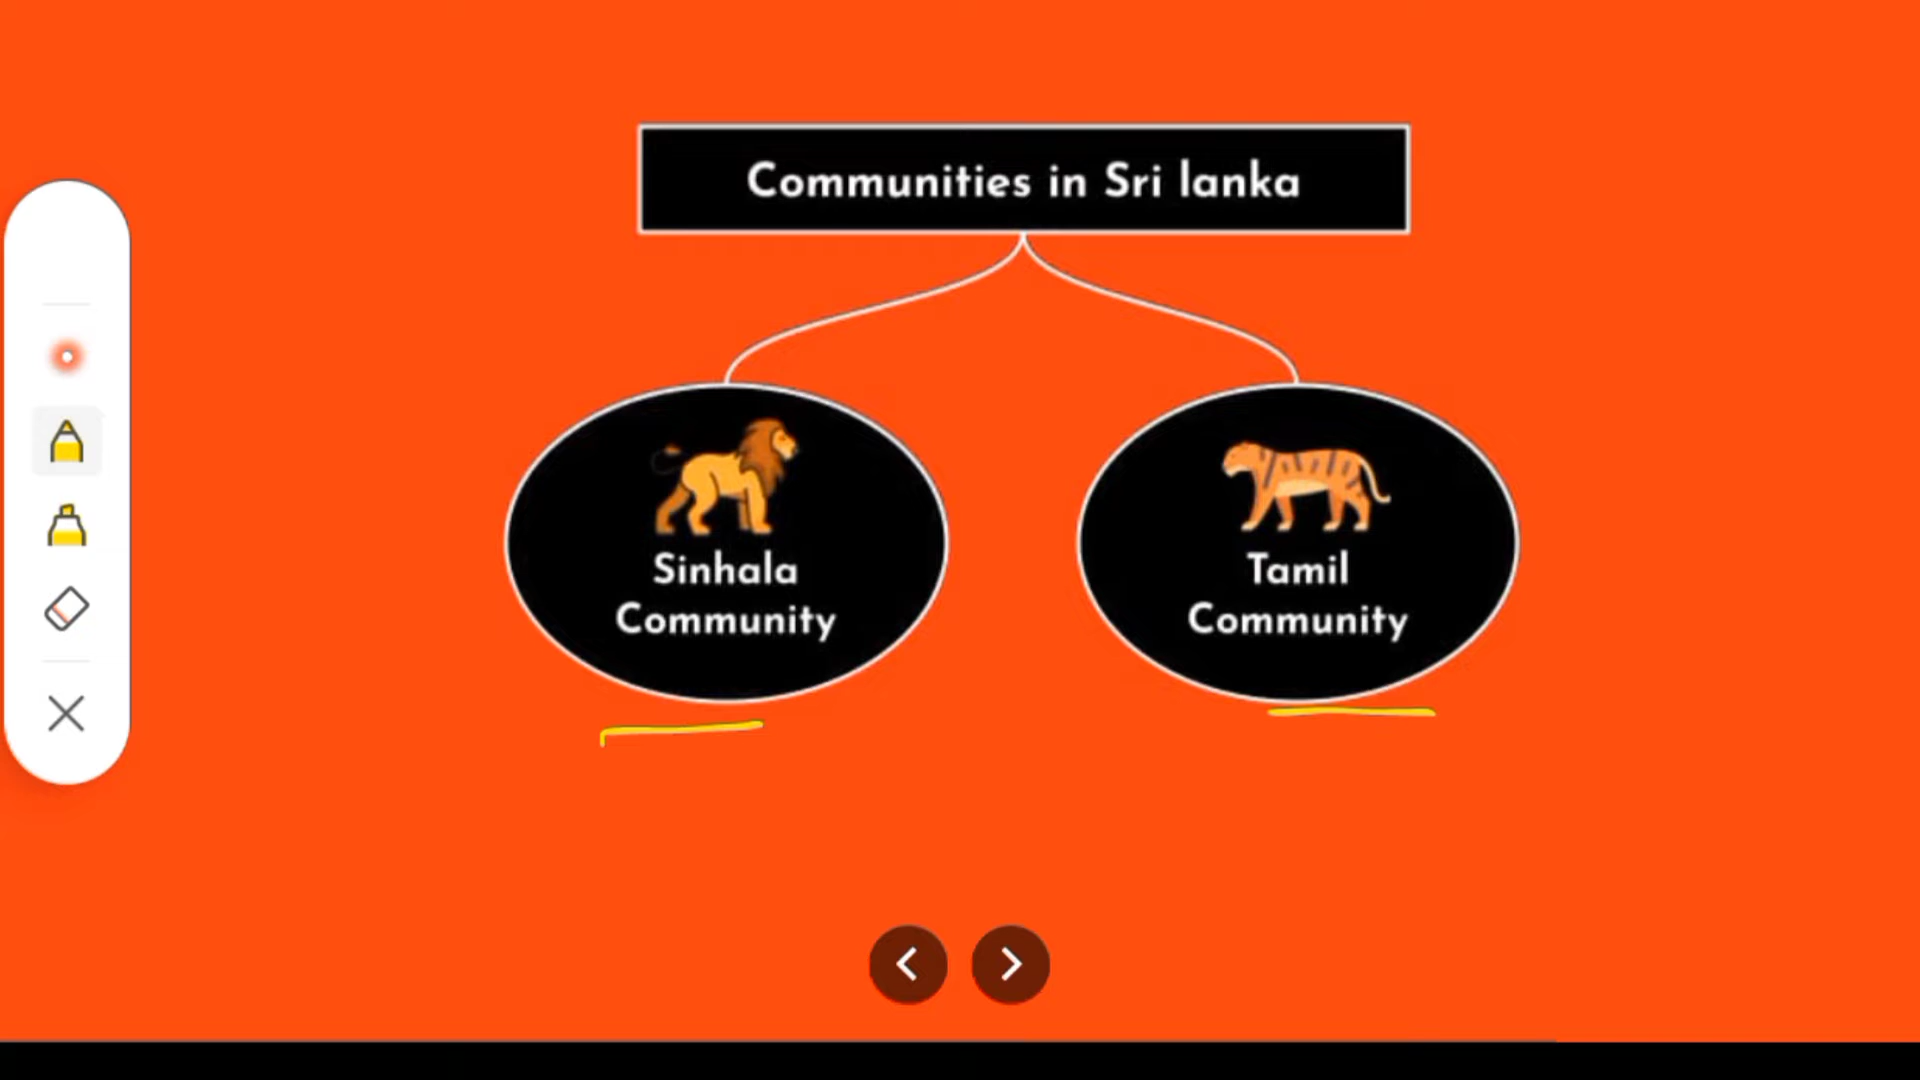 Communities in Sri lanka
Sinhala
Community
Tamil
Community